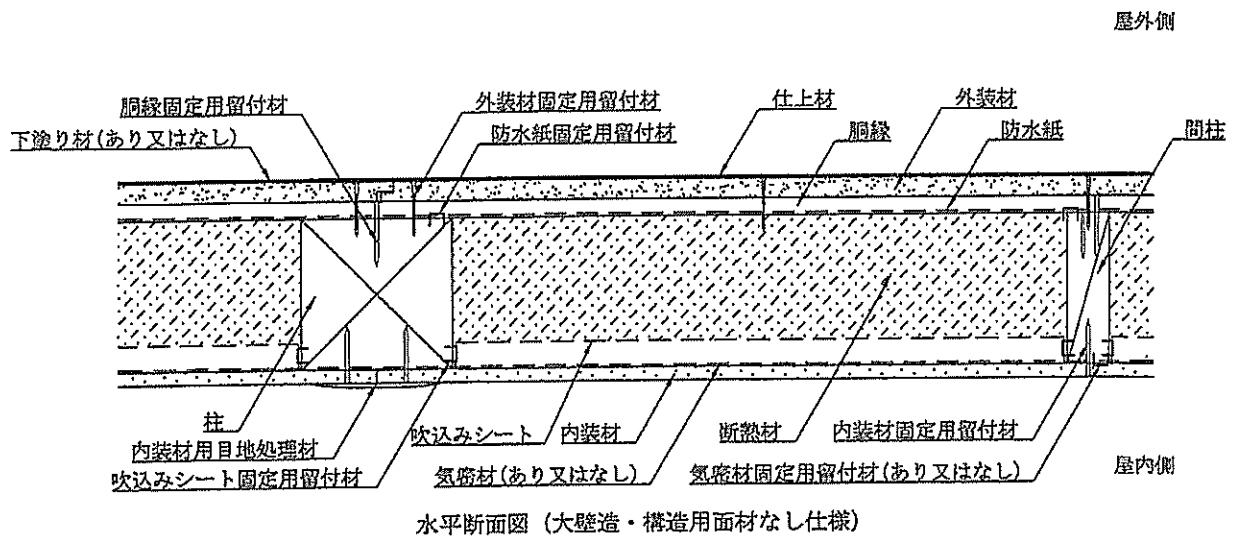 屋外側
胴縁固定用留付材
外装材固定用留付材
仕上材
外装材
下塗り材(あり又はなし)
防水紙固定用留付材
胴縁
防水紙
間柱
柱
内装材用目地処理材
吹込みシート
内装材
断熱材
内装材固定用留付材
吹込みシート固定用留付材
気密材(あり又はなし)
気密材固定用留付材(あり又はなし)
屋内側
水平断面図(大壁造・構造用面材なし仕様)